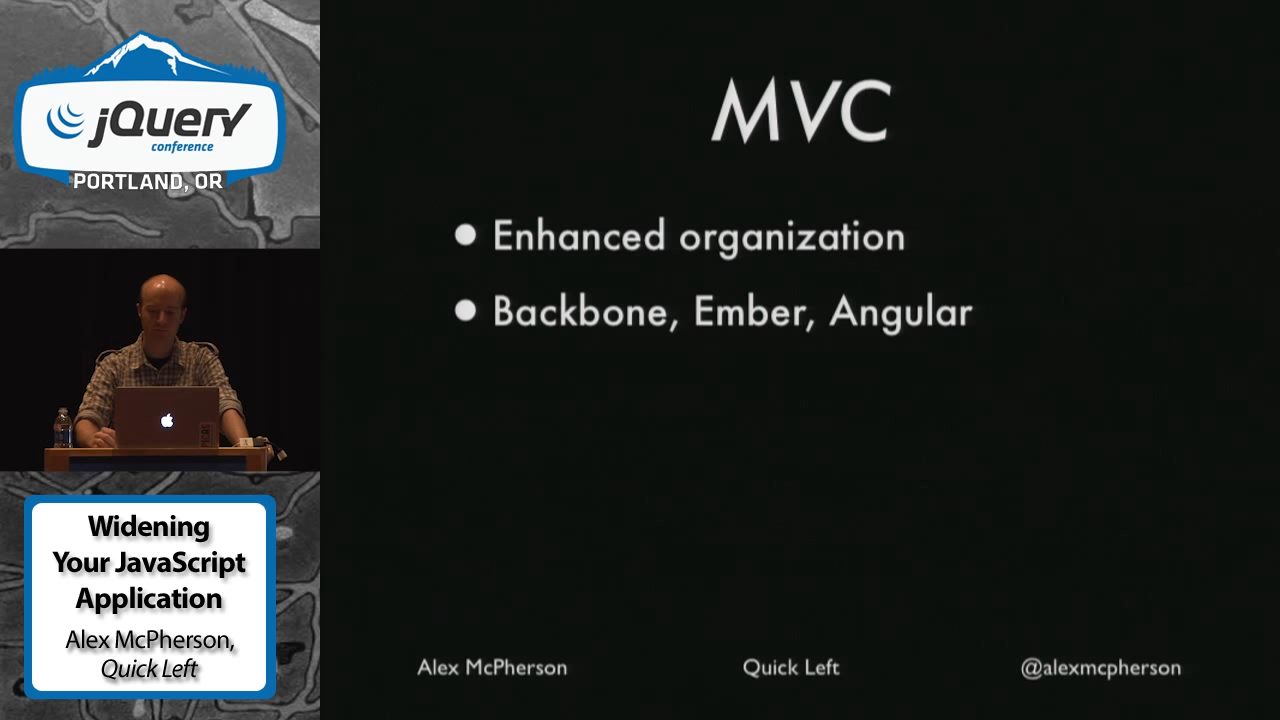 jQuery
conference
PORTLAND, OR
Widening
Your JavaScript
Application
Alex McPherson,
Quick Left
MVC
● Enhanced organization
● Backbone, Ember, Angular
Alex McPherson
Quick Left
@alexmcpherson